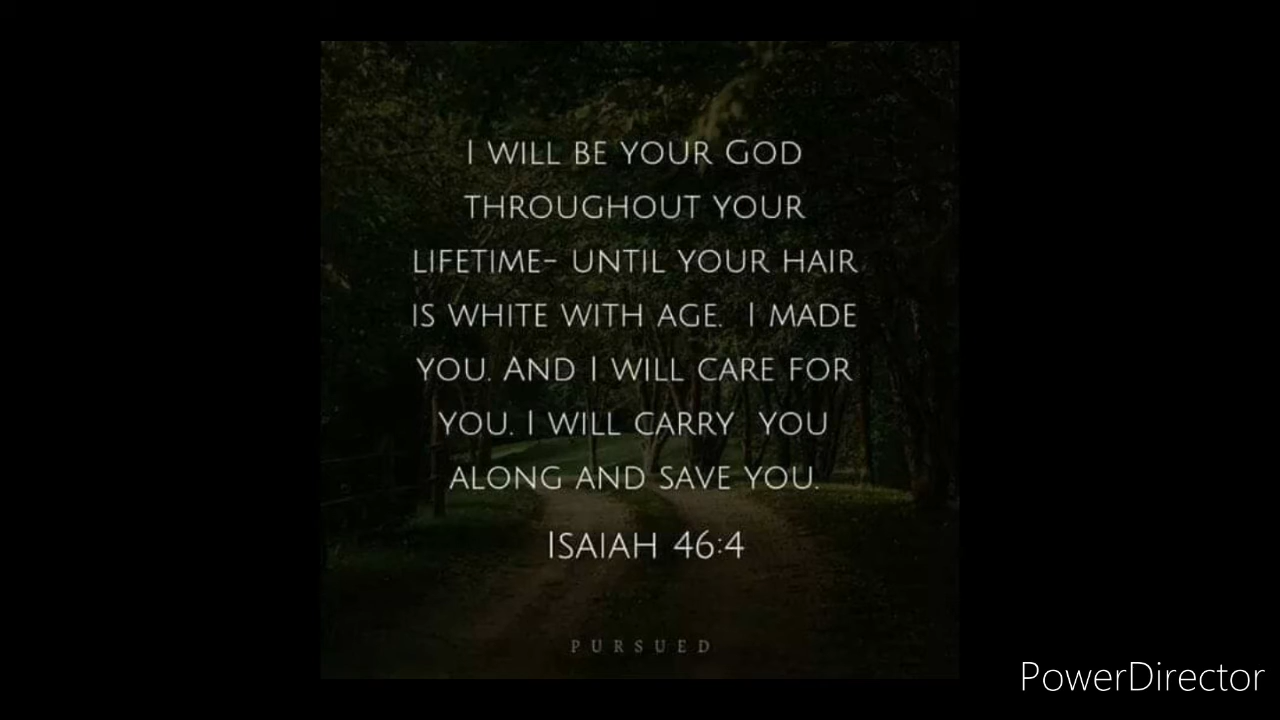 I WILL BE YOUR GOD
THROUGHOUT YOUR
LIFETIME- UNTIL YOUR HAIR
IS WHITE WITH AGE. I MADE
YOU. AND I WILL CARE FOR
YOU. I WILL CARRY YOU
ALONG AND SAVE YOU.
ISAIAH 46:4
PURSUED
PowerDirector